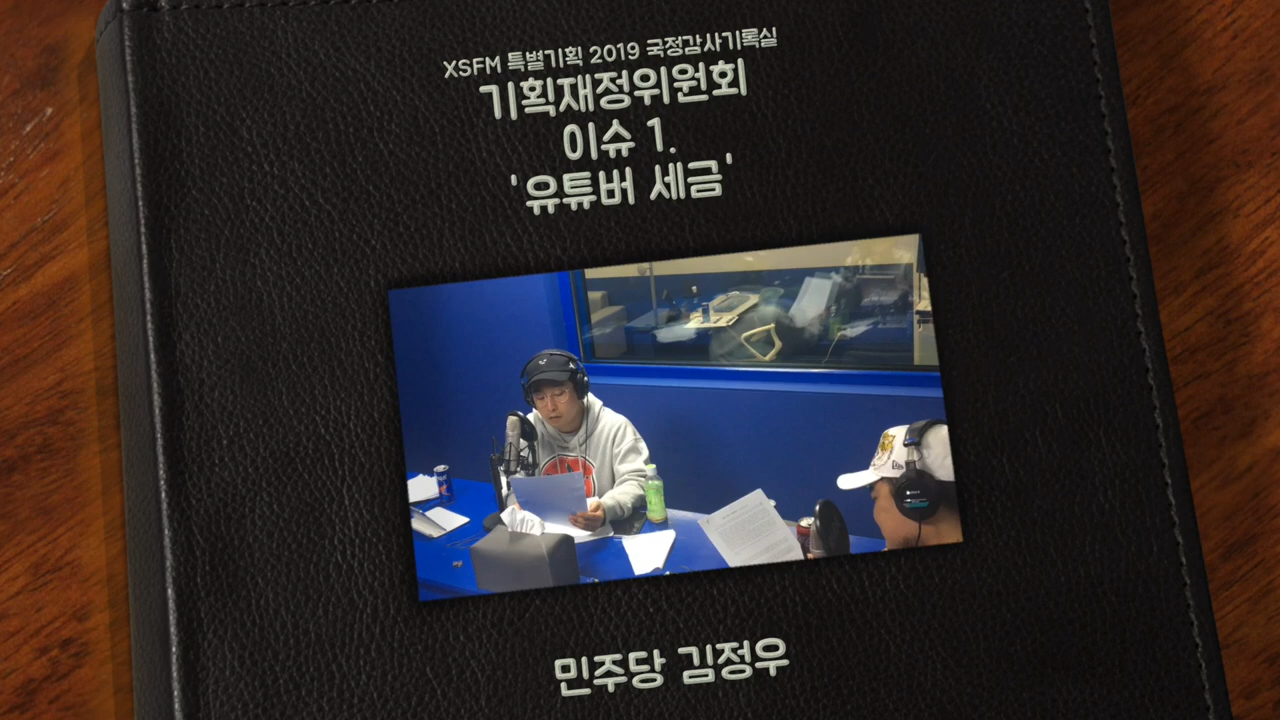 XSFM 특별기획 2019 국정감사기록실
기획재정위원회
이슈 1.
'유튜버 세금'
민주당 김정우